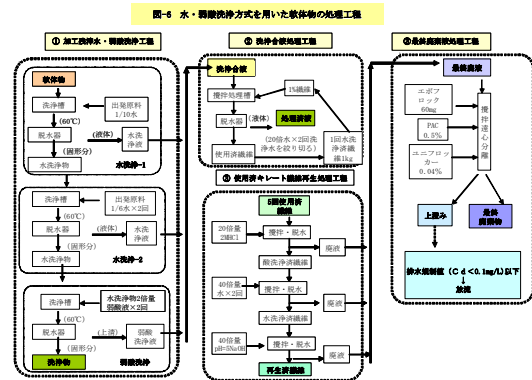 図-6 水・弱酸洗浄方式を用いた軟体物の処理工程
① 加工洗浄水・弱酸洗浄工程
軟体物
洗浄槽
出発原料
1/10水
(60℃)
脱水器
(液体)
水洗
浄液
(固形分)
水洗浄物
水洗浄-1
洗浄槽
出発原料
1/6水×2回
(60℃)
脱水器
(液体)
水洗
浄液
(固形分)
水洗浄物
水洗浄-2
洗浄槽
水洗浄物2倍量
弱酸液×2回
(60℃)
脱水器
(上清)
弱酸
洗浄液
(固形分)
洗浄物
弱酸洗浄
② 洗浄合液処理工程
洗浄合液
攪拌処理槽
1%繊維
脱水器
(液体)
処理済液
(20倍水×2回洗
浄水を絞り切る)
使用済繊維
1回水洗
浄済繊
維1kg
③ 使用済キレート繊維再生処理工程
5回使用済
繊維
20倍量
2MHCl
攪拌・脱水
廃液
酸洗浄済繊維
40倍量
水×2回
攪拌・脱水
廃液
水洗浄済繊維
40倍量
pH=5NaOH
攪拌・脱水
廃液
再生済繊維
③最終廃棄液処理工程
最終廃液
エボフ
ロック
60mg
PAC
0.5%
ユニフロッ
カー
0.04%
攪拌遠心分離
上澄み
最終
廃棄物
排水規制値（Cd<0.1mg/L)以下
↓
放流